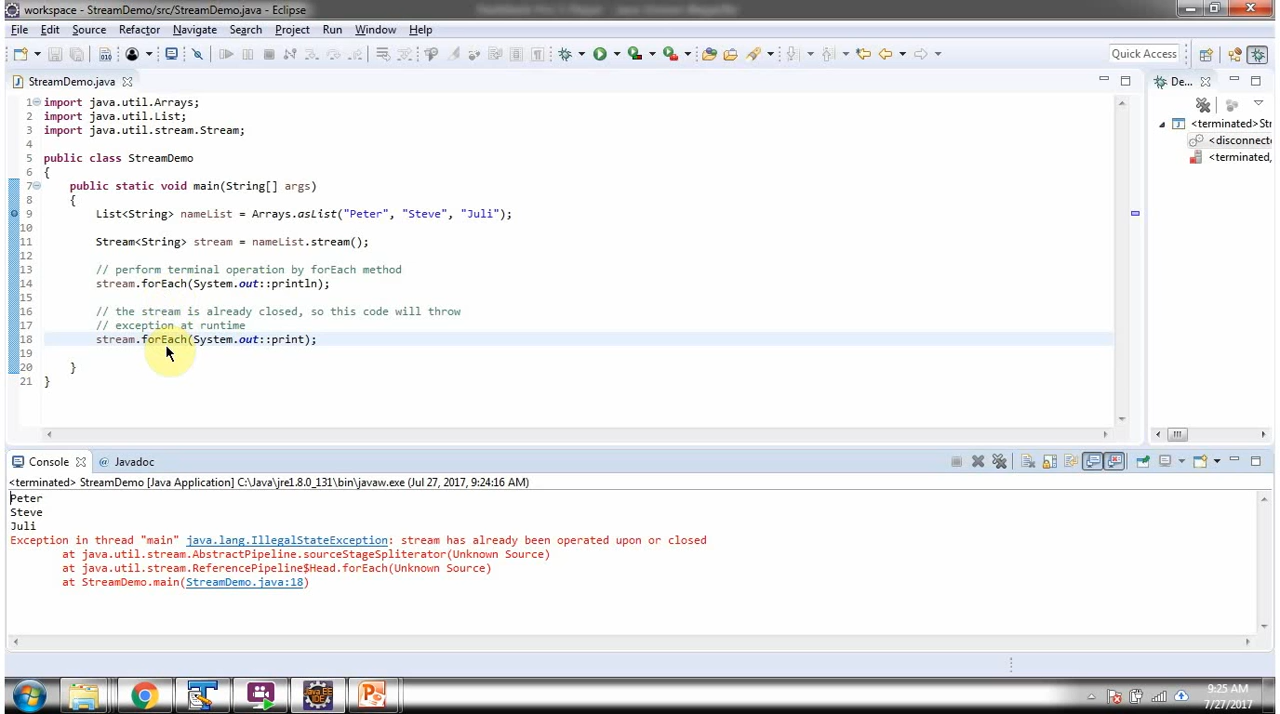 workspace - StreamDemo/src/StreamDemo.java - Eclipse
File Edit Source Refactor Navigate Search Project Run Window Help
Quick Access
StreamDemo.java
De...
1 import java.util.Arrays;
2 import java.util.List;
3 import java.util.stream.Stream;
4
5 public class StreamDemo
6 {
7 public static void main(String[] args)
8 {
9 List<String> nameList = Arrays.asList("Peter", "Steve", "Juli");
10
11 Stream<String> stream = nameList.stream();
12
13 // perform terminal operation by forEach method
14 stream.forEach(System.out::println);
15
16 // the stream is already closed, so this code will throw
17 // exception at runtime
18 stream.forEach(System.out::print);
19
20 }
21 }
<terminated>St
<disconnect
<terminated,
Console @ Javadoc
<terminated> StreamDemo [Java Application] C:\Java\jre1.8.0_131\bin\javaw.exe (Jul 27, 2017, 9:24:16 AM)
Peter
Steve
Juli
Exception in thread "main" java.lang.IllegalStateException: stream has already been operated upon or closed
at java.util.stream.AbstractPipeline.sourceStageSpliterator(Unknown Source)
at java.util.stream.ReferencePipeline$Head.forEach(Unknown Source)
at StreamDemo.main(StreamDemo.java:18)
Java EE
IDE
9:25 AM
7/27/2017